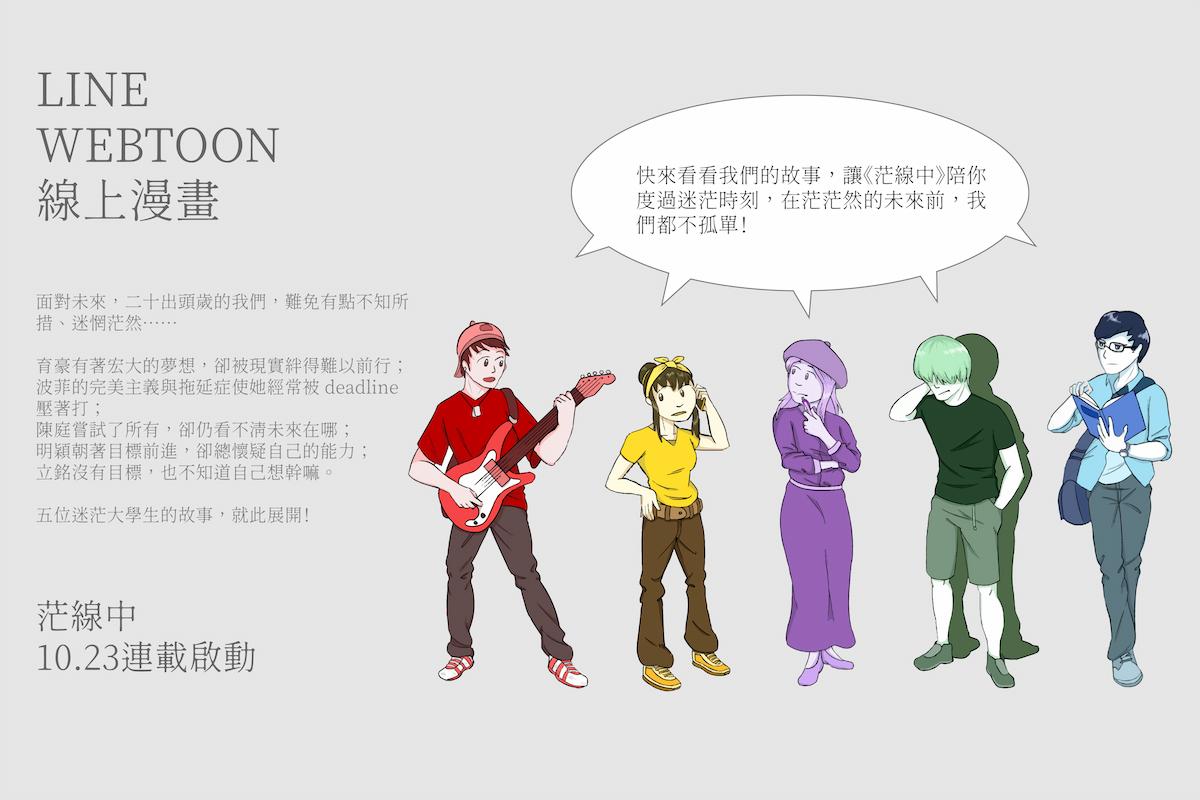 LINE
WEBTOON
線上漫畫
面對未來，二十出頭歲的我們，難免有點不知所
措、迷惘茫然⋯⋯
育豪有著宏大的夢想，卻被現實絆得難以前行；
波菲的完美主義與拖延症使她經常被 deadline
壓著打；
陳庭嘗試了所有，卻仍看不清未來在哪；
明穎朝著目標前進，卻總懷疑自己的能力；
立銘沒有目標，也不知道自己想幹嘛。
五位迷茫大學生的故事，就此展開！
茫線中
10.23連載啟動
快來看看我們的故事，讓《茫線中》陪你
度過迷茫時刻，在茫茫然的未來前，我
們都不孤單！